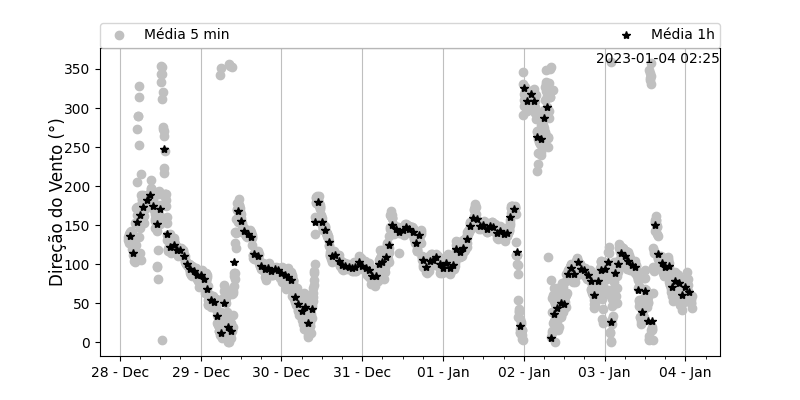 Média 5 min
Média 1h
2023-01-04 02:25
Direção do Vento (°)
350
300
250
200
150
100
50
0
28 - Dec
29 - Dec
30 - Dec
31 - Dec
01 - Jan
02 - Jan
03 - Jan
04 - Jan